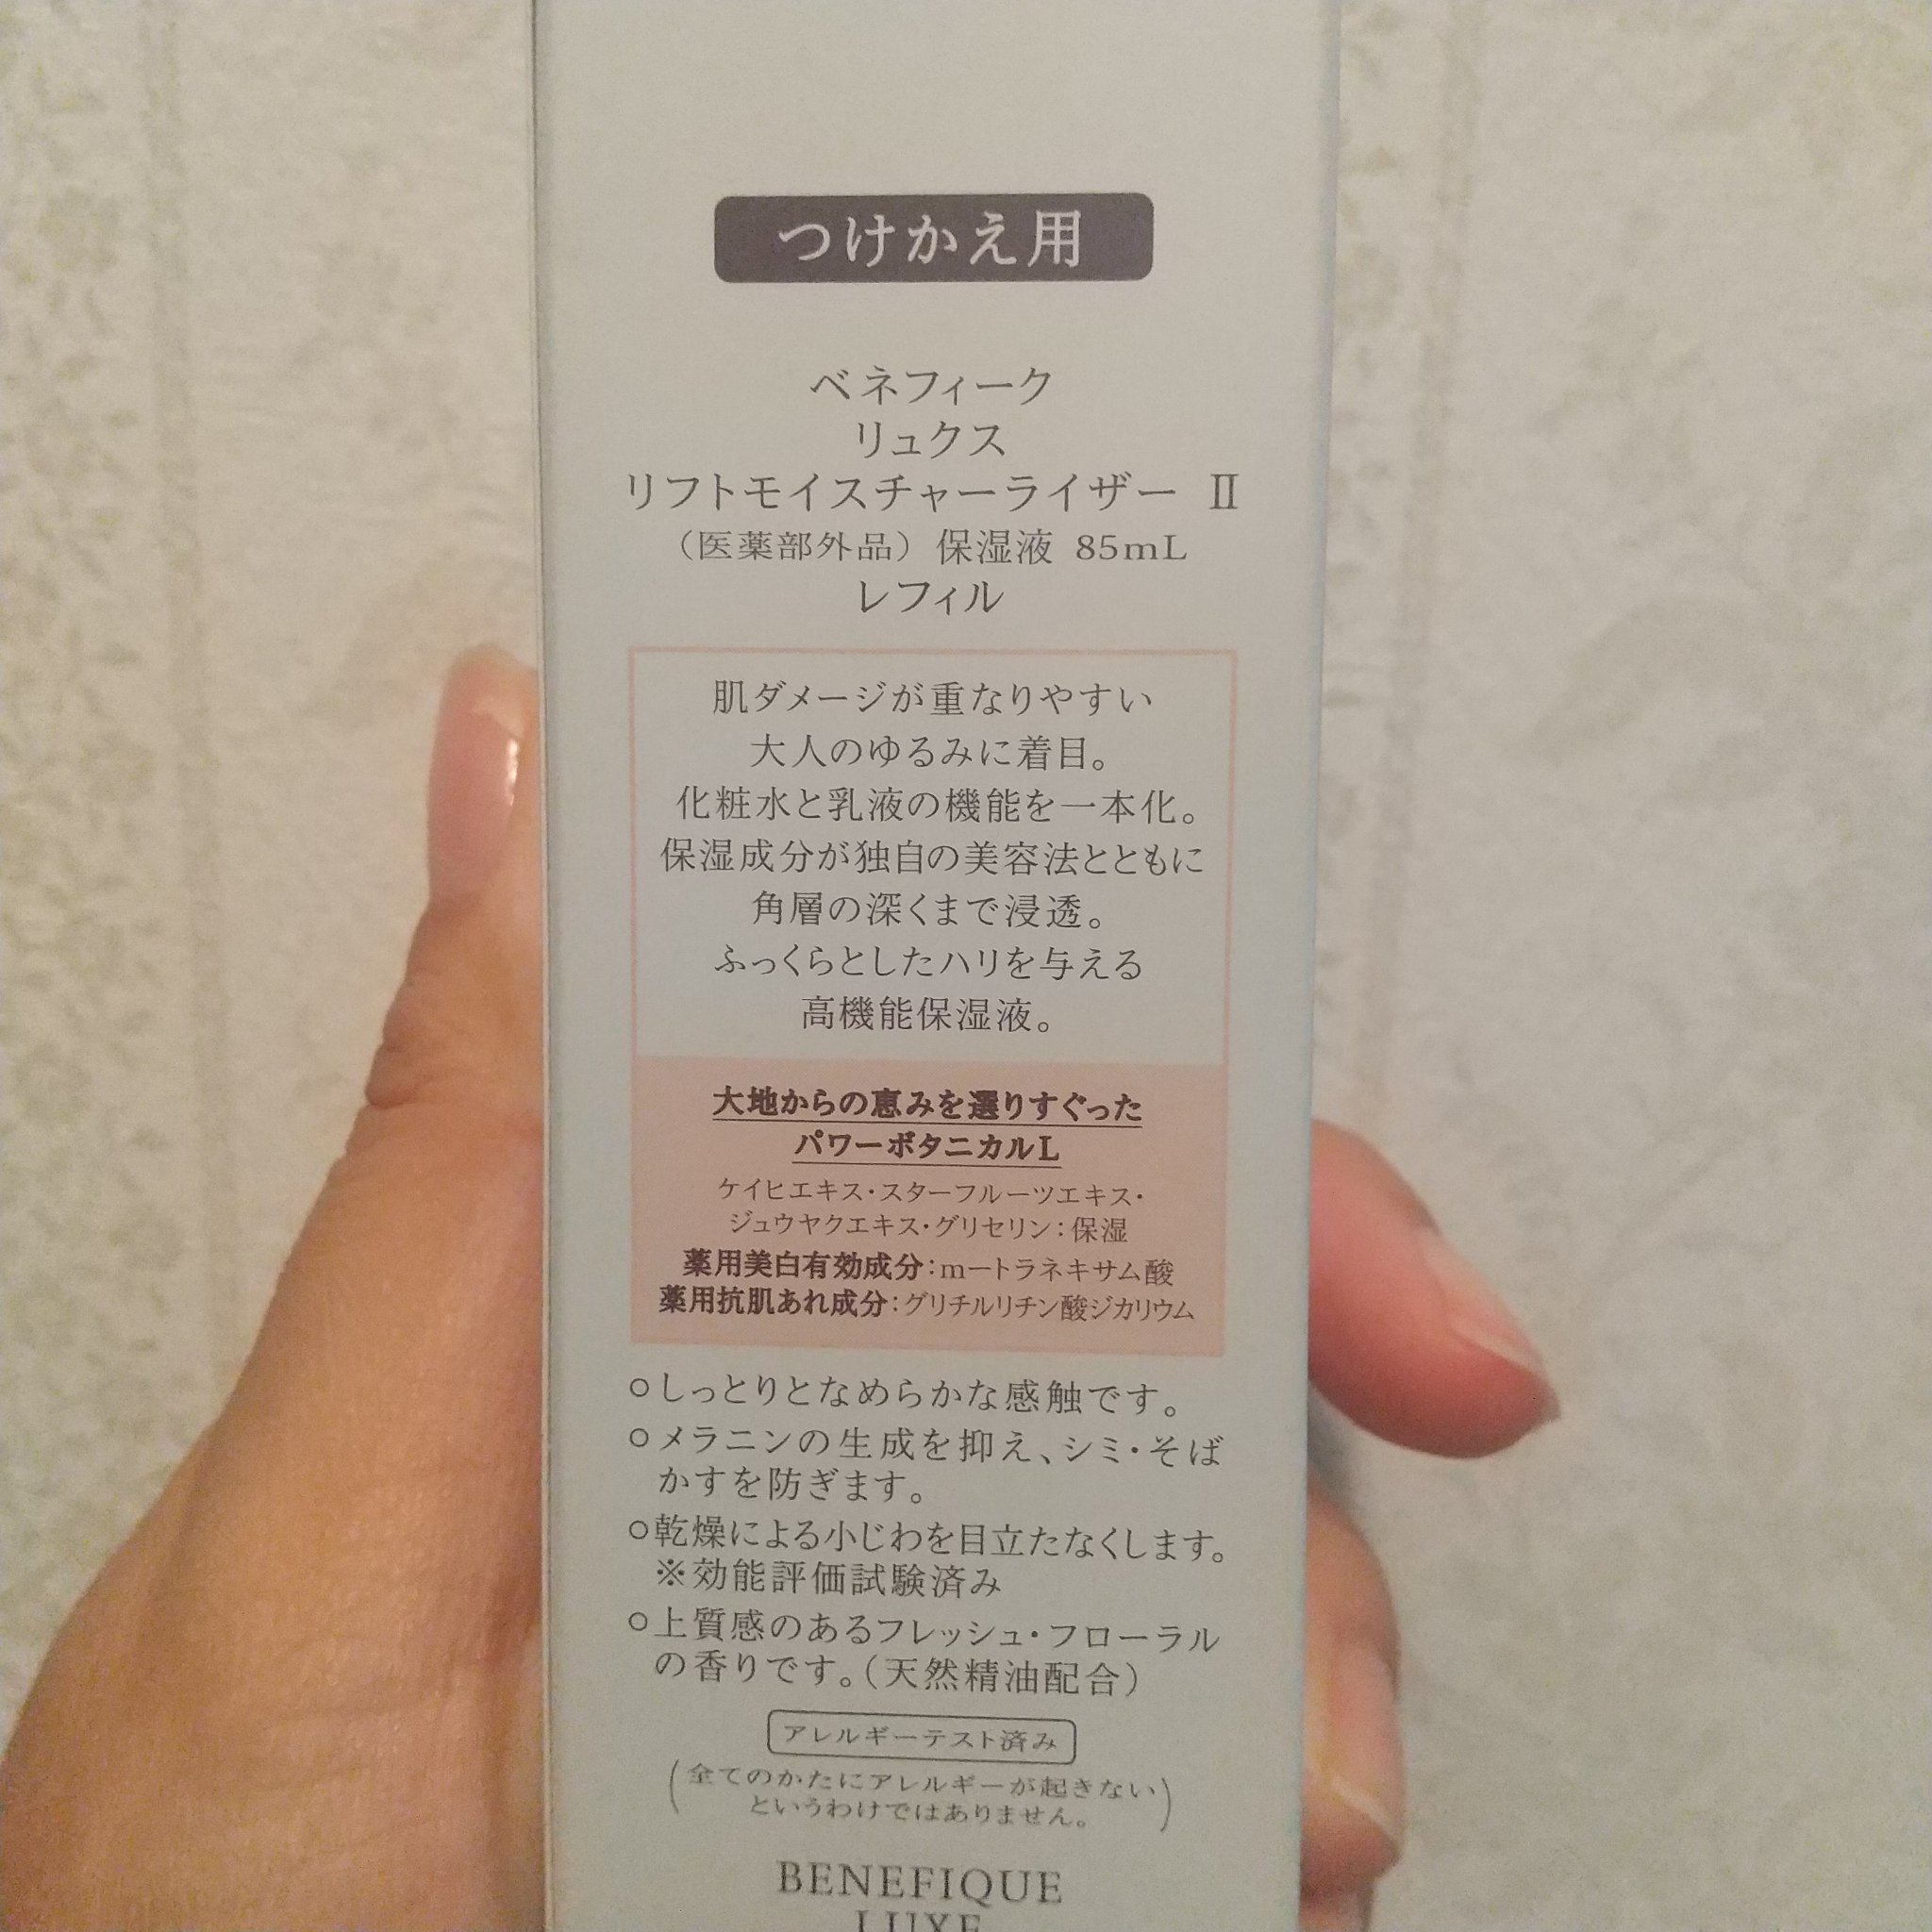 つけかえ用
ベネフィーク
リュクス
リフトモイスチャーライザー Ⅱ
（医薬部外品）保湿液 85mL
レフィル
肌ダメージが重なりやすい
大人のゆるみに着目。
化粧水と乳液の機能を一本化。
保湿成分が独自の美容法とともに
角層の深くまで浸透。
ふっくらとしたハリを与える
高機能保湿液。
大地からの恵みを選りすぐった
パワーボタニカルL
ケイヒエキス・スターフルーツエキス・
ジュウヤクエキス・グリセリン：保湿
薬用美白有効成分：mートラネキサム酸
薬用抗肌あれ成分：グリチルリチン酸ジカリウム
○しっとりとなめらかな感触です。
○メラニンの生成を抑え、シミ・そば
かすを防ぎます。
○乾燥による小じわを目立たなくします。
※効能評価試験済み
○上質感のあるフレッシュ・フローラル
の香りです。（天然精油配合）
アレルギーテスト済み
（全てのかたにアレルギーが起きない
というわけではありません。）
BENEFIQUE
LUXE